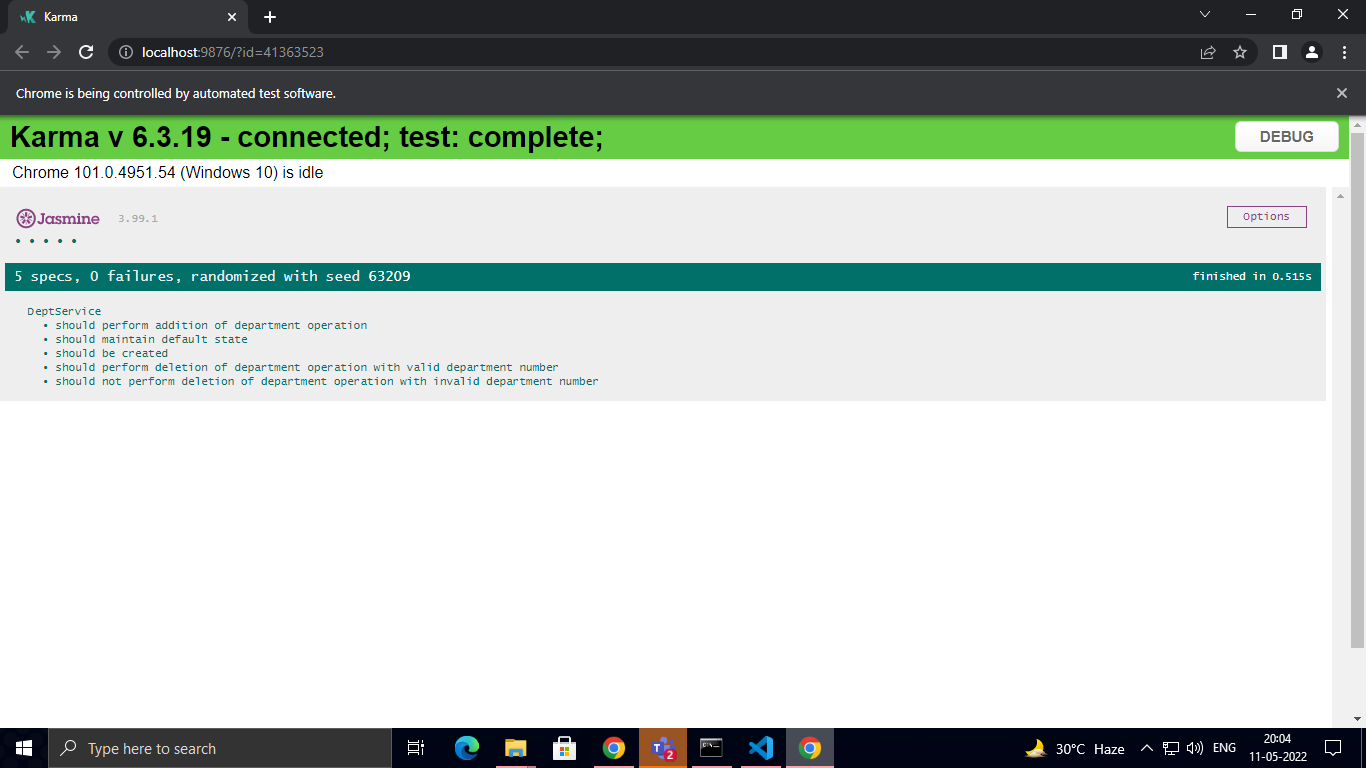 Karma
localhost:9876/?id=41363523
Chrome is being controlled by automated test software.
Karma v 6.3.19 - connected; test: complete;
DEBUG
Chrome 101.0.4951.54 (Windows 10) is idle
Jasmine 3.99.1
Options
• • • • •
5 specs, 0 failures, randomized with seed 63209
finished in 0.515s
DeptService
• should perform addition of department operation
• should maintain default state
• should be created
• should perform deletion of department operation with valid department number
• should not perform deletion of department operation with invalid department number
Type here to search
2
30°C Haze
ENG
20:04
11-05-2022